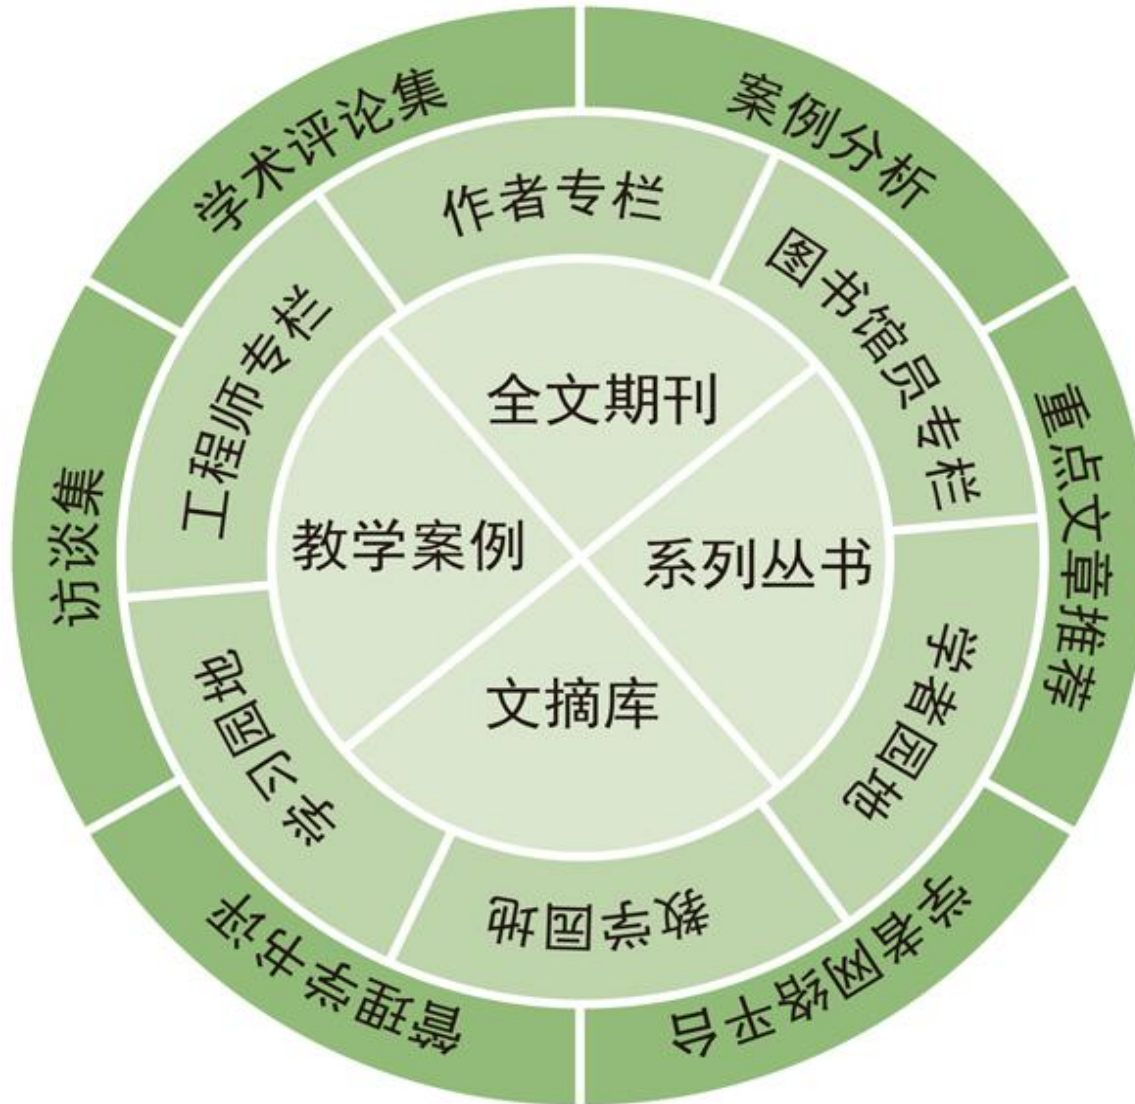 学术评论集
案例分析
重点文章推荐
学者网络平台
管理学书评
访谈集
作者专栏
图书馆员专栏
学者园地
教学园地
学习园地
工程师专栏
全文期刊
系列丛书
文摘库
教学案例